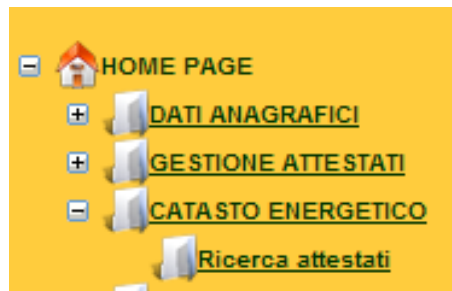 HOME PAGE
DATI ANAGRAFICI
GESTIONE ATTESTATI
CATASTO ENERGETICO
Ricerca attestati